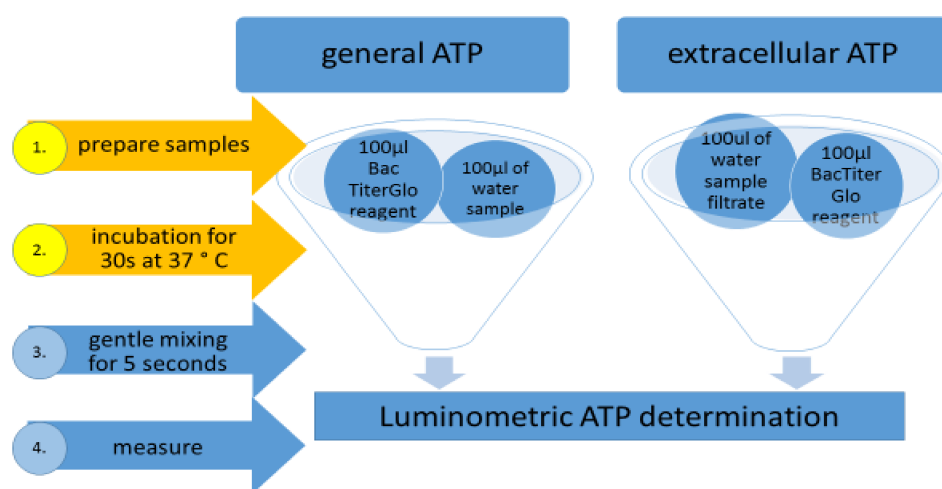 general ATP
extracellular ATP
1.
prepare samples
2.
incubation for
30s at 37 ° C
3.
gentle mixing
for 5 seconds
4.
measure
100µl
Bac
TiterGlo
reagent
100µl of
water
sample
100ul of
water
sample
filtrate
100µl
BacTiter
Glo
reagent
Luminometric ATP determination